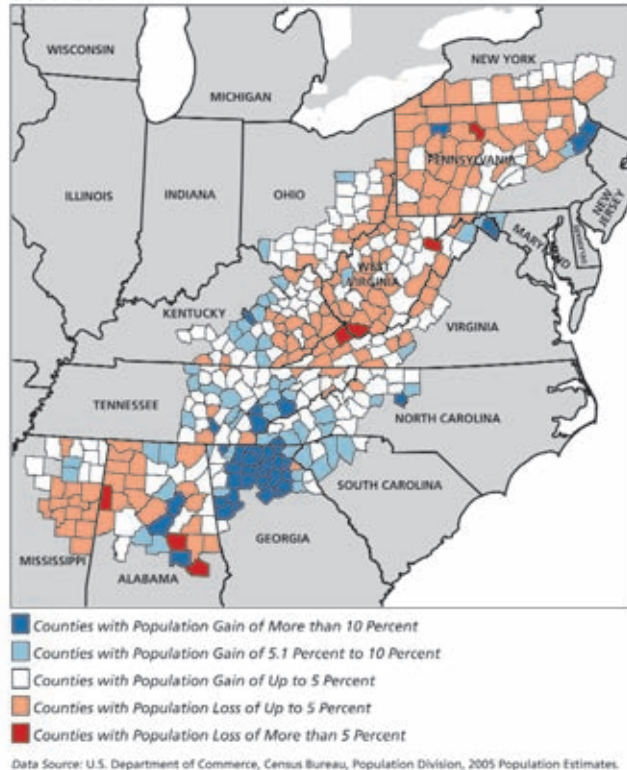 WISCONSIN
NEW YORK
MICHIGAN
PENNSYLVANIA
ILLINOIS
INDIANA
OHIO
NEW JERSEY
MARYLAND
WEST VIRGINIA
KENTUCKY
VIRGINIA
TENNESSEE
NORTH CAROLINA
SOUTH CAROLINA
MISSISSIPPI
ALABAMA
GEORGIA
Counties with Population Gain of More than 10 Percent
Counties with Population Gain of 5.1 Percent to 10 Percent
Counties with Population Gain of Up to 5 Percent
Counties with Population Loss of Up to 5 Percent
Counties with Population Loss of More than 5 Percent
Data Source: U.S. Department of Commerce, Census Bureau, Population Division, 2005 Population Estimates.